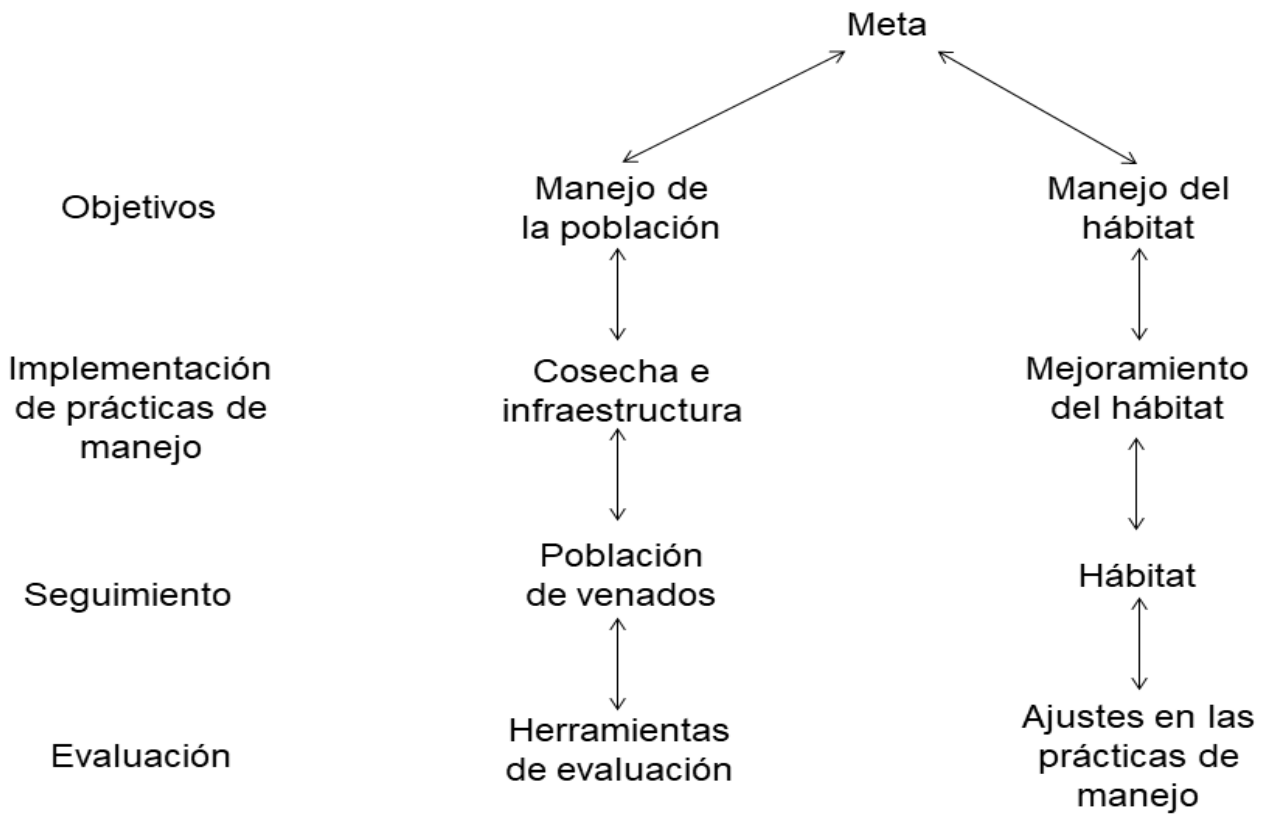 Meta
Objetivos
Manejo de
la población
Manejo del
hábitat
Implementación
de prácticas de
manejo
Cosecha e
infraestructura
Mejoramiento
del hábitat
Seguimiento
Población
de venados
Hábitat
Evaluación
Herramientas
de evaluación
Ajustes en las
prácticas de
manejo